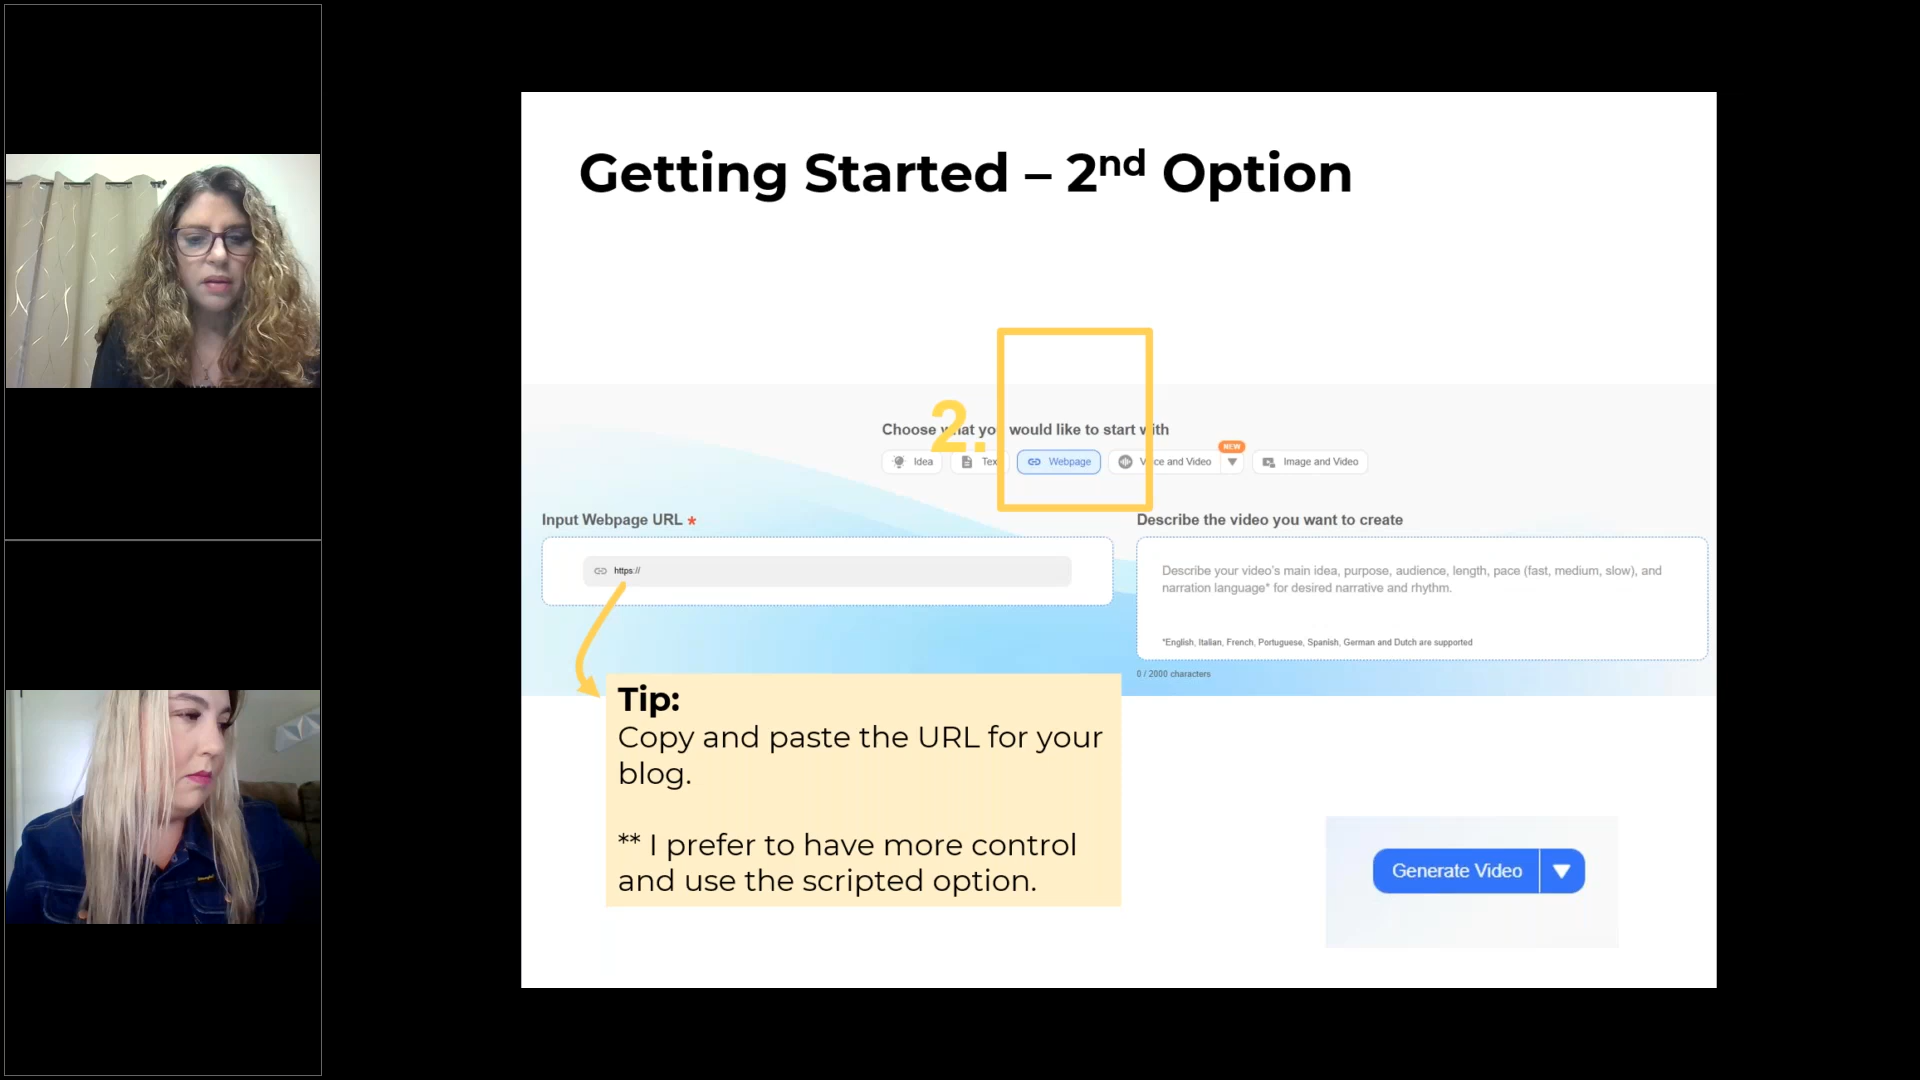 Getting Started – 2nd Option
2.
Choose what you would like to start with
NEW
Idea
Text
Webpage
Voice and Video
Image and Video
Input Webpage URL *
https://
Describe the video you want to create
Describe your video's main idea, purpose, audience, length, pace (fast, medium, slow), and
narration language* for desired narrative and rhythm.
*English, Italian, French, Portuguese, Spanish, German and Dutch are supported
0 / 2000 characters
Tip:
Copy and paste the URL for your
blog.
** I prefer to have more control
and use the scripted option.
Generate Video